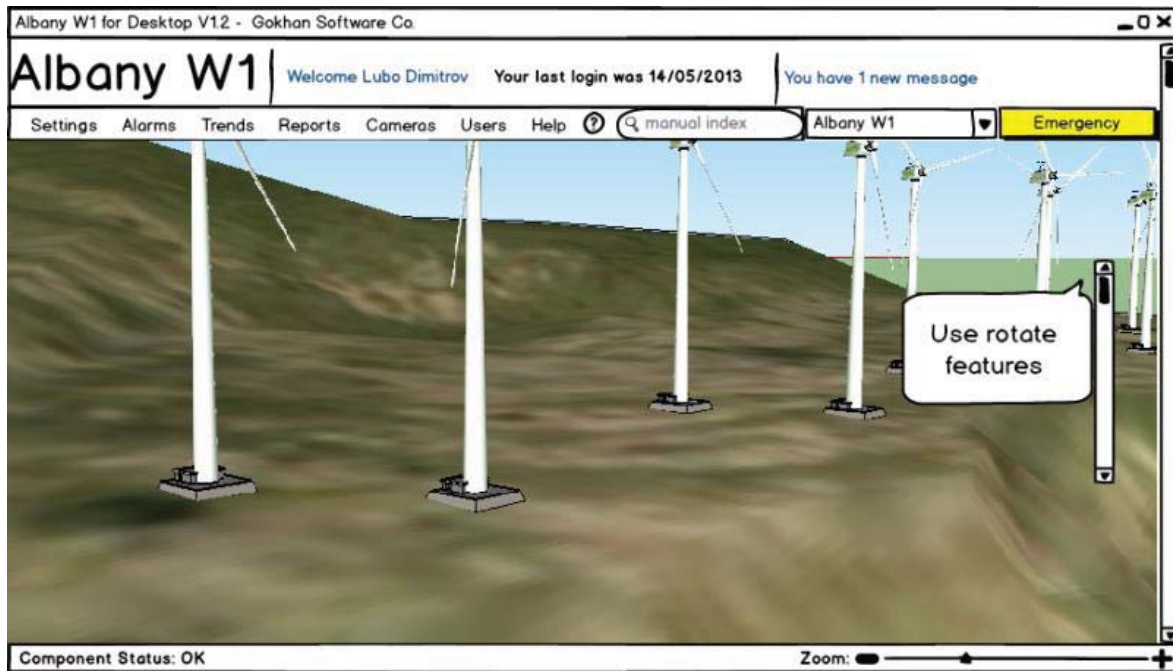 Albany W1 for Desktop V1.2 - Gokhan Software Co.
Albany W1
Welcome Lubo Dimitrov
Your last login was 14/05/2013
You have 1 new message
Settings Alarms Trends Reports Cameras Users Help ? manual index Albany W1 Emergency
Use rotate
features
Component Status: OK
Zoom: